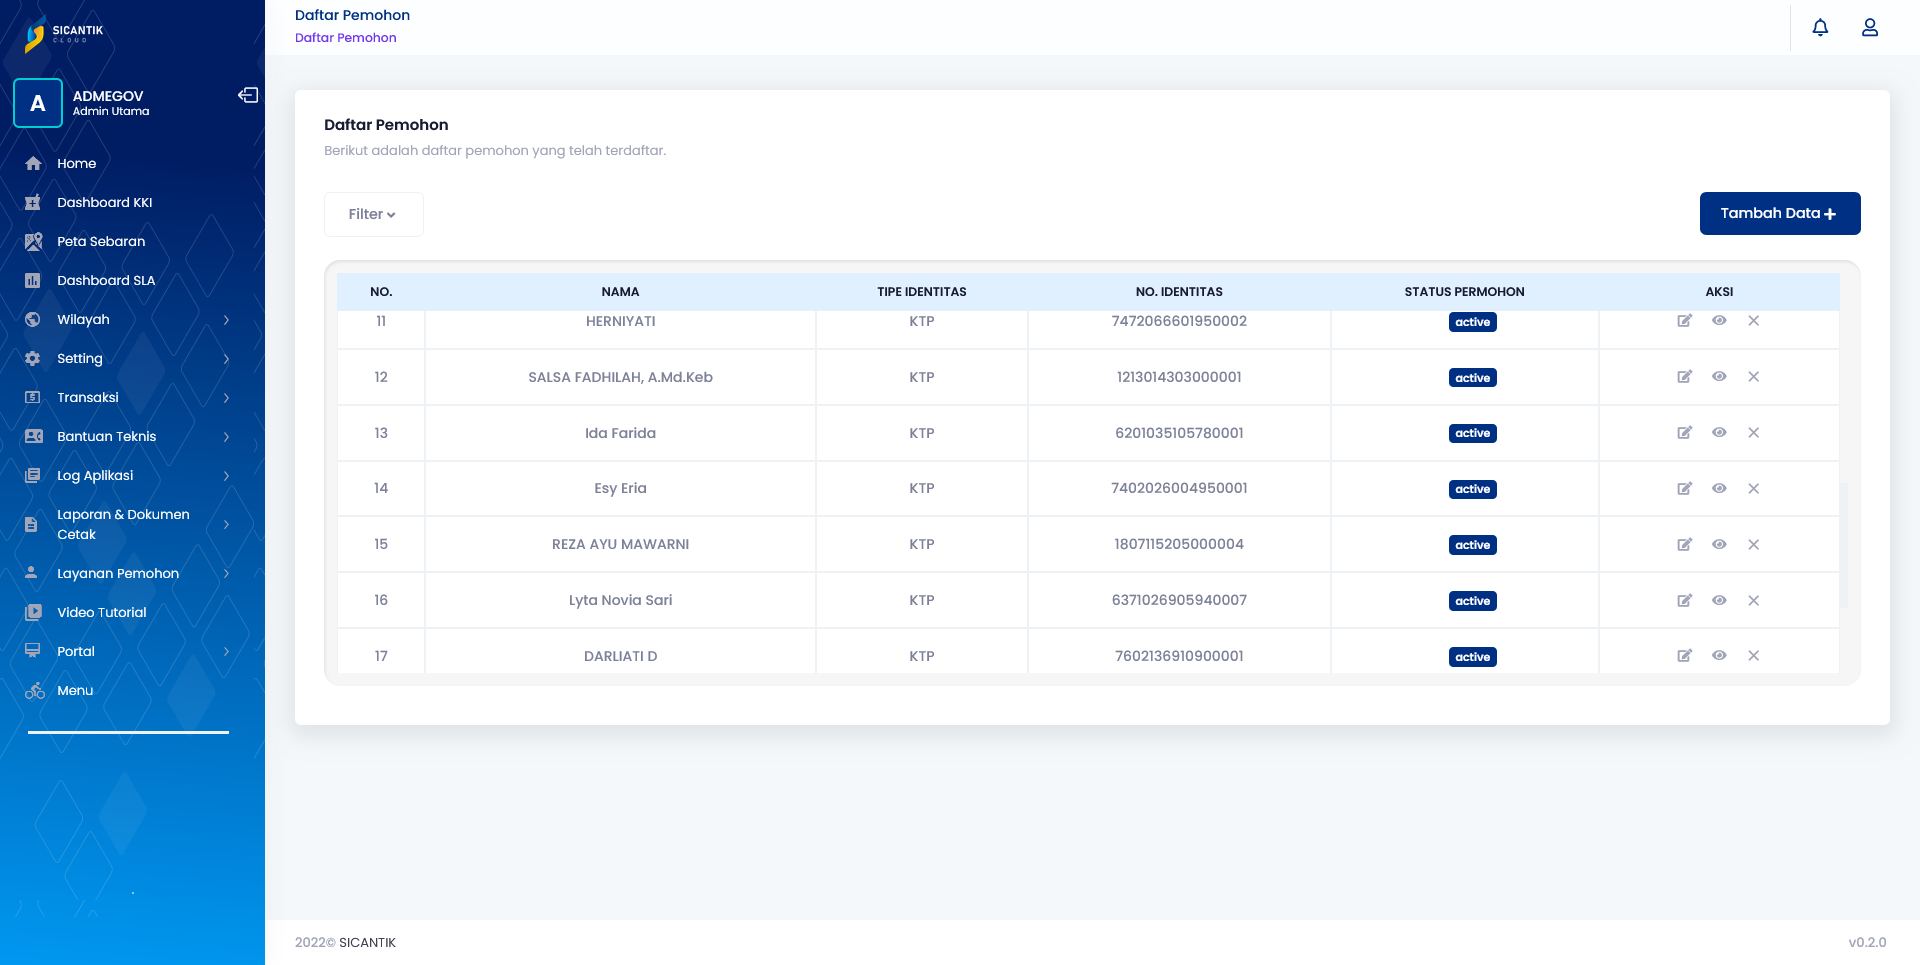 SICANTIK
CLOUD
A
ADMEGOV
Admin Utama
Home
Dashboard KKI
Peta Sebaran
Dashboard SLA
Wilayah
Setting
Transaksi
Bantuan Teknis
Log Aplikasi
Laporan & Dokumen
Cetak
Layanan Pemohon
Video Tutorial
Portal
Menu
Daftar Pemohon
Daftar Pemohon
Daftar Pemohon
Berikut adalah daftar pemohon yang telah terdaftar.
Filter
Tambah Data
NO. NAMA TIPE IDENTITAS NO. IDENTITAS STATUS PERMOHON AKSI
11 HERNIYATI KTP 7472066601950002 active
12 SALSA FADHILAH, A.Md.Keb KTP 1213014303000001 active
13 Ida Farida KTP 6201035105780001 active
14 Esy Eria KTP 7402026004950001 active
15 REZA AYU MAWARNI KTP 1807115205000004 active
16 Lyta Novia Sari KTP 6371026905940007 active
17 DARLIATI D KTP 7602136910900001 active
2022© SICANTIK
v0.2.0